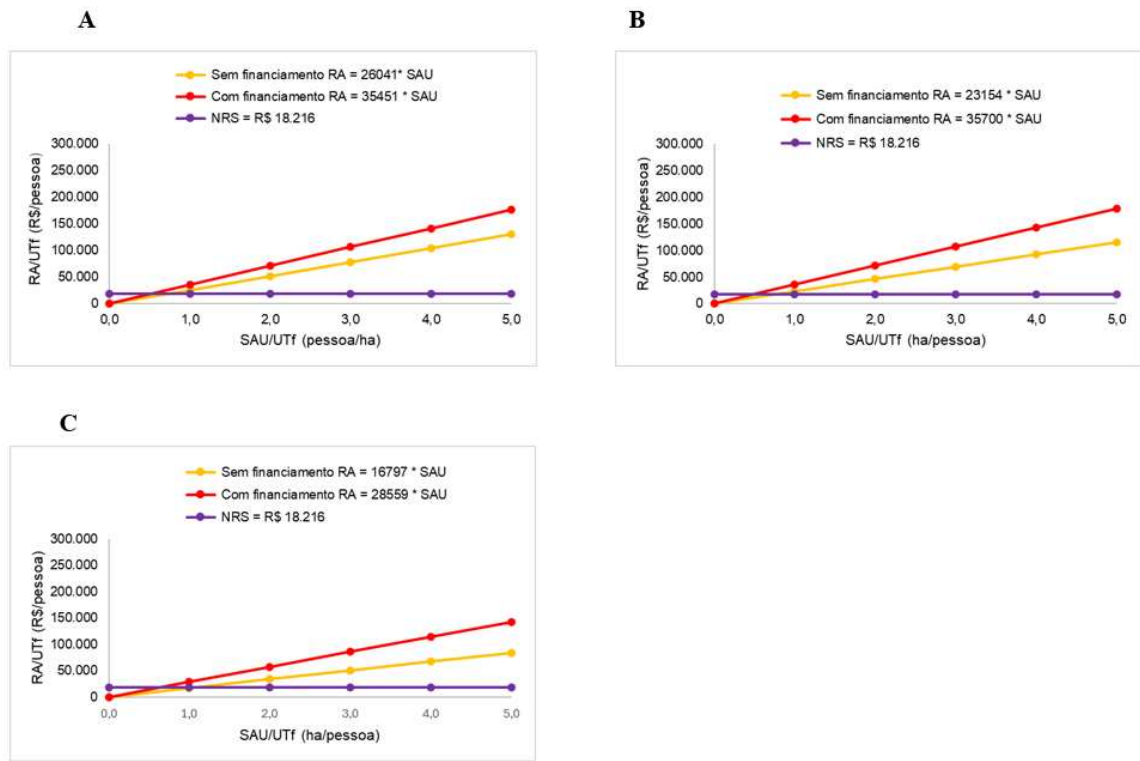 A
Sem financiamento RA = 26041* SAU
Com financiamento RA = 35451 * SAU
NRS = R$ 18.216
RA/UTf (R$/pessoa)
300.000
250.000
200.000
150.000
100.000
50.000
0
0,0 1,0 2,0 3,0 4,0 5,0
SAU/UTf (pessoa/ha)
B
Sem financiamento RA = 23154 * SAU
Com financiamento RA = 35700 * SAU
NRS = R$ 18.216
RA/UTf (R$/pessoa)
300.000
250.000
200.000
150.000
100.000
50.000
0
0,0 1,0 2,0 3,0 4,0 5,0
SAU/UTf (ha/pessoa)
C
Sem financiamento RA = 16797 * SAU
Com financiamento RA = 28559 * SAU
NRS = R$ 18.216
RA/UTf (R$/pessoa)
300.000
250.000
200.000
150.000
100.000
50.000
0
0,0 1,0 2,0 3,0 4,0 5,0
SAU/UTf (ha/pessoa)